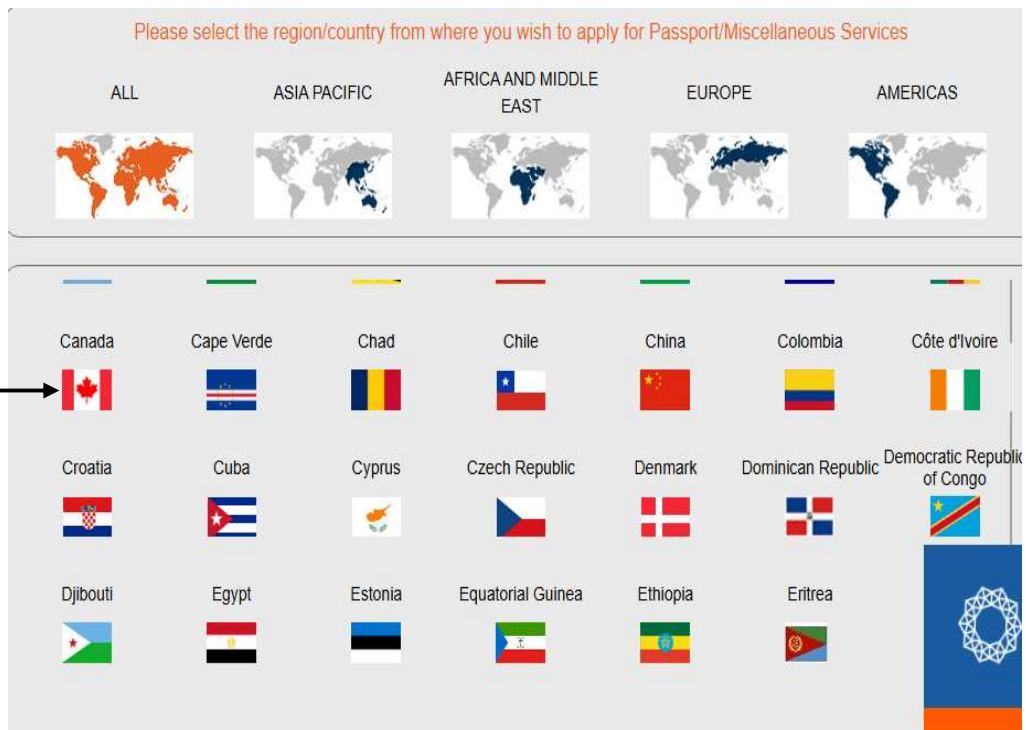 Please select the region/country from where you wish to apply for Passport/Miscellaneous Services
ALL
ASIA PACIFIC
AFRICA AND MIDDLE
EAST
EUROPE
AMERICAS
Canada
Cape Verde
Chad
Chile
China
Colombia
Côte d'Ivoire
Croatia
Cuba
Cyprus
Czech Republic
Denmark
Dominican Republic
Democratic Republic
of Congo
Djibouti
Egypt
Estonia
Equatorial Guinea
Ethiopia
Eritrea